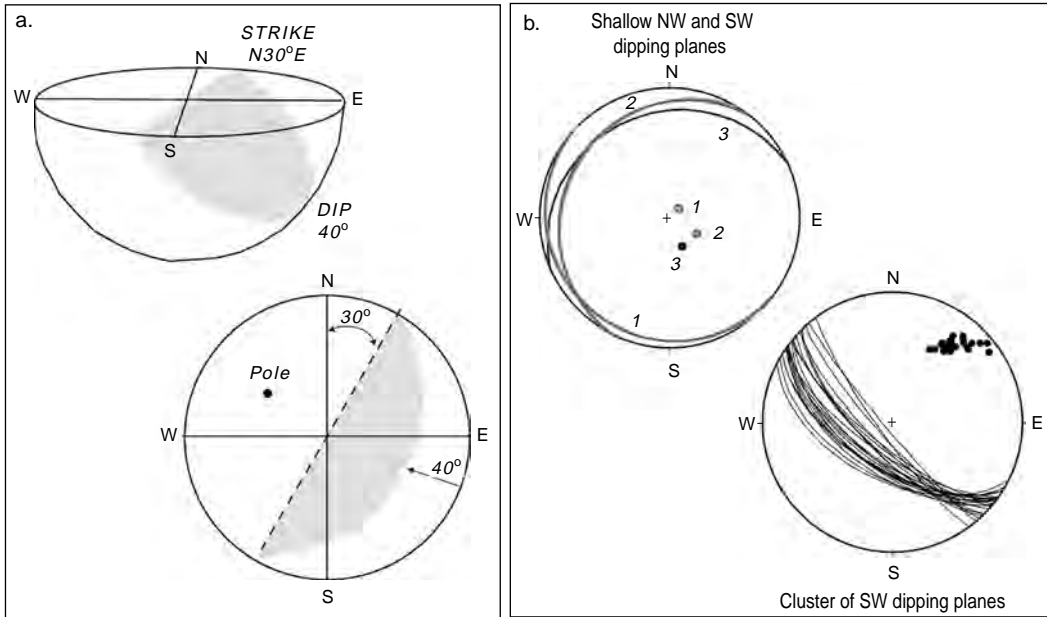 a.
STRIKE
N30°E
N
W
E
S
DIP
40°
N
30°
Pole
W
E
40°
S
b.
Shallow NW and SW
dipping planes
N
2
3
W
E
1
2
3
1
S
N
W
E
S
Cluster of SW dipping planes